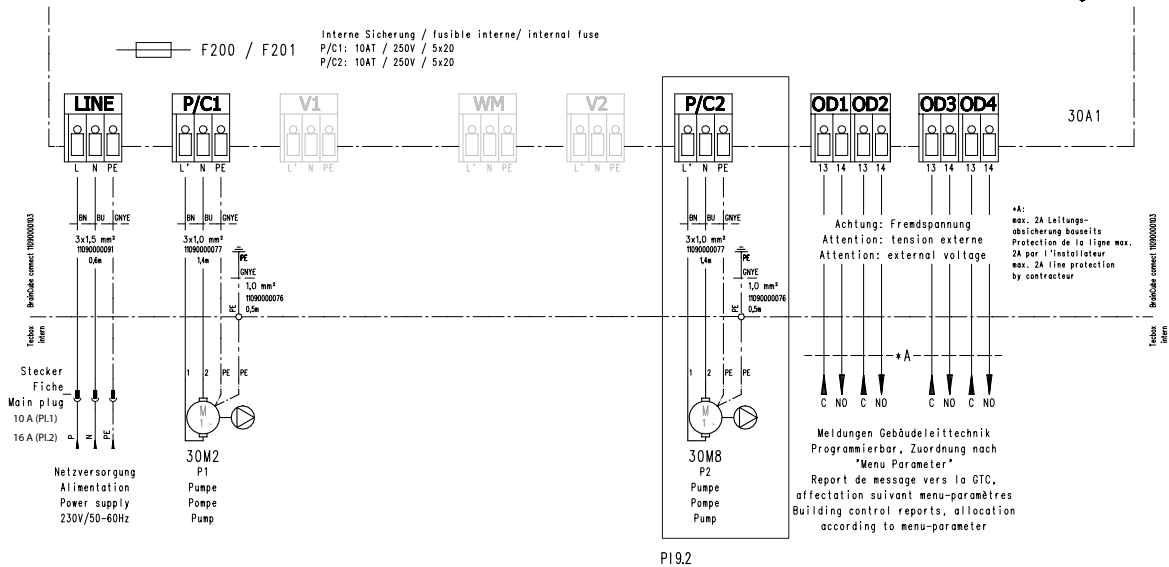 F200 / F201
Interne Sicherung / fusible interne/ internal fuse
P/C1: 10AT / 250V / 5x20
P/C2: 10AT / 250V / 5x20
LINE
P/C1
V1
WM
V2
P/C2
OD1 OD2
OD3 OD4
30A1
L N PE
L' N PE
L' N PE
L' N PE
L' N PE
L' N PE
13 14 13 14
13 14 13 14
BN BU GNYE
3x1,5 mm²
11090000091
0,6m
BN BU GNYE
3x1,0 mm²
11090000077
1,4m
PE
GNYE
1,0 mm²
11090000076
0,5m
PE
BN BU GNYE
3x1,0 mm²
11090000077
1,4m
PE
GNYE
1,0 mm²
11090000076
0,5m
PE
Achtung: Fremdspannung
Attention: tension externe
Attention: external voltage
*A:
max. 2A Leitungs-
absicherung bauseits
Protection de la ligne max.
2A par l'installateur
max. 2A line protection
by contracteur
BrainCube connect 11090000103
Tecbox
intern
BrainCube connect 11090000103
Tecbox
intern
Stecker
Fiche
Main plug
10 A (Pl.1)
16 A (Pl.2)
P N PE
Netzversorgung
Alimentation
Power supply
230V/50-60Hz
1 2 PE PE
M
1 ~
30M2
P1
Pumpe
Pompe
Pump
1 2 PE PE
M
1 ~
30M8
P2
Pumpe
Pompe
Pump
PI9.2
*A
C NO C NO C NO C NO
Meldungen Gebäudeleittechnik
Programmierbar, Zuordnung nach
"Menu Parameter"
Report de message vers la GTC,
affectation suivant menu-paramètres
Building control reports, allocation
according to menu-parameter